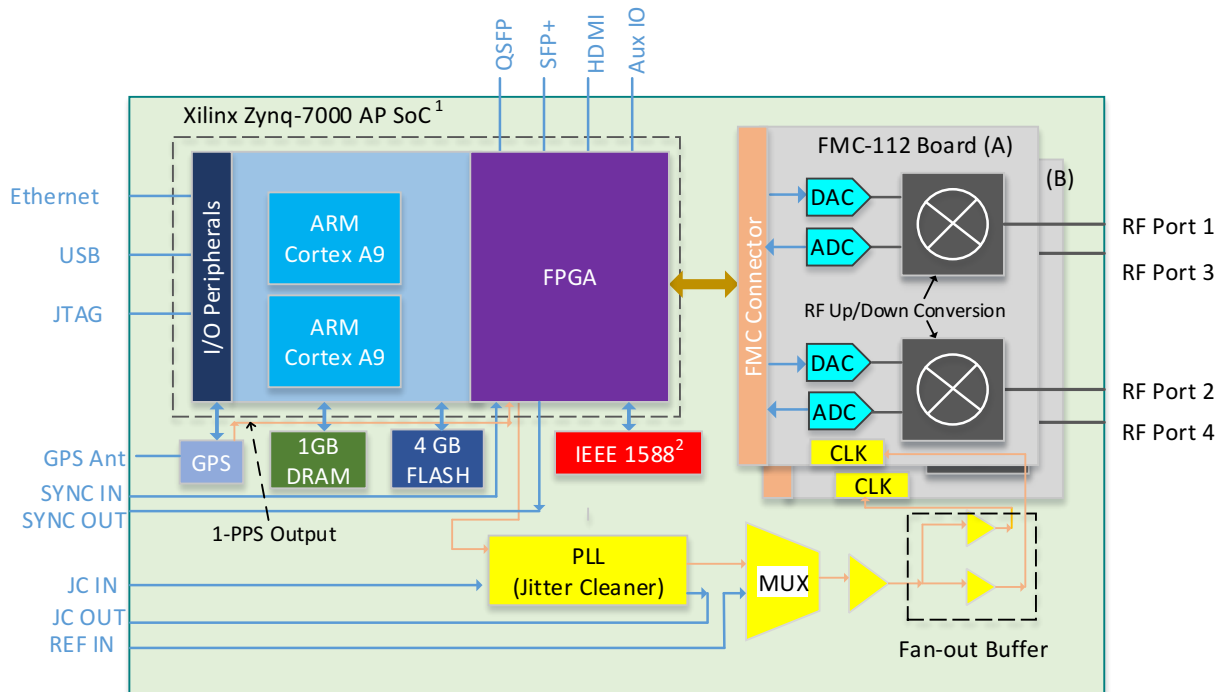 QSFP
SFP+
HDMI
Aux IO
Xilinx Zynq-7000 AP SoC1
FMC-112 Board (A)
(B)
Ethernet
USB
JTAG
I/O Peripherals
ARM
Cortex A9
ARM
Cortex A9
FPGA
FMC Connector
DAC
ADC
RF Up/Down Conversion
DAC
ADC
CLK
CLK
RF Port 1
RF Port 3
RF Port 2
RF Port 4
GPS Ant
GPS
1GB
DRAM
4 GB
FLASH
IEEE 15882
SYNC IN
SYNC OUT
1-PPS Output
JC IN
JC OUT
REF IN
PLL
(Jitter Cleaner)
MUX
Fan-out Buffer